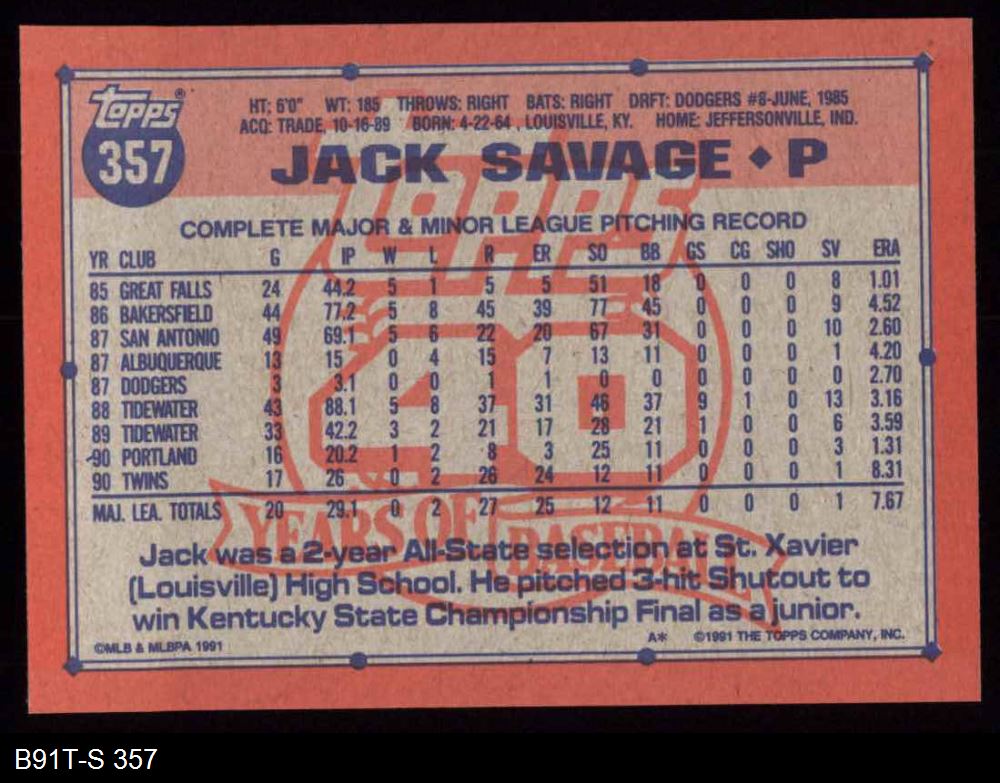 topps®
357
HT: 6'0" WT: 185 THROWS: RIGHT BATS: RIGHT DRFT: DODGERS #8-JUNE, 1985
ACQ: TRADE, 10-16-89 BORN: 4-22-64, LOUISVILLE, KY. HOME: JEFFERSONVILLE, IND.
JACK SAVAGE ◆ P
COMPLETE MAJOR & MINOR LEAGUE PITCHING RECORD
YR CLUB G IP W L R ER SO BB GS CG SHO SV ERA
85 GREAT FALLS 24 44.2 5 1 5 5 51 18 0 0 0 8 1.01
86 BAKERSFIELD 44 77.2 5 8 45 39 77 45 0 0 0 9 4.52
87 SAN ANTONIO 49 69.1 5 6 22 20 67 31 0 0 0 10 2.60
87 ALBUQUERQUE 13 15 0 4 15 7 13 11 0 0 0 1 4.20
87 DODGERS 3 3.1 0 0 1 1 0 0 0 0 0 0 2.70
88 TIDEWATER 43 88.1 5 8 37 31 46 37 9 1 0 13 3.16
89 TIDEWATER 33 42.2 3 2 21 17 28 21 1 0 0 6 3.59
90 PORTLAND 16 20.2 1 2 8 3 25 11 0 0 0 3 1.31
90 TWINS 17 26 0 2 26 24 12 11 0 0 0 1 8.31
MAJ. LEA. TOTALS 20 29.1 0 2 27 25 12 11 0 0 0 1 7.67
TOPPS
40
YEARS OF BASEBALL
Jack was a 2-year All-State selection at St. Xavier
(Louisville) High School. He pitched 3-hit Shutout to
win Kentucky State Championship Final as a junior.
©MLB & MLBPA 1991 A* ©1991 THE TOPPS COMPANY, INC.
B91T-S 357